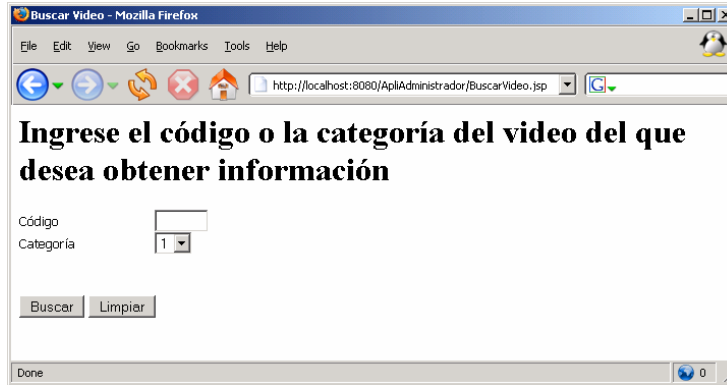 Buscar Video - Mozilla Firefox
File Edit View Go Bookmarks Tools Help
http://localhost:8080/ApliAdministrador/BuscarVideo.jsp
G
Ingrese el código o la categoría del video del que
desea obtener información
Código
Categoría 1
Buscar Limpiar
Done 0